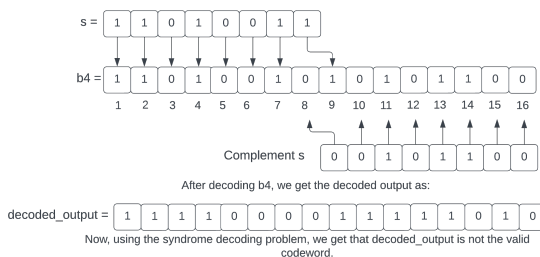 s = 1 1 0 1 0 0 1 1
b4 = 1 1 0 1 0 0 1 0 1 0 1 0 1 1 0 0
1 2 3 4 5 6 7 8 9 10 11 12 13 14 15 16
Complement s 0 0 1 0 1 1 0 0
After decoding b4, we get the decoded output as:
decoded_output = 1 1 1 1 0 0 0 0 1 1 1 1 1 0 1 0
Now, using the syndrome decoding problem, we get that decoded_output is not the valid
codeword.